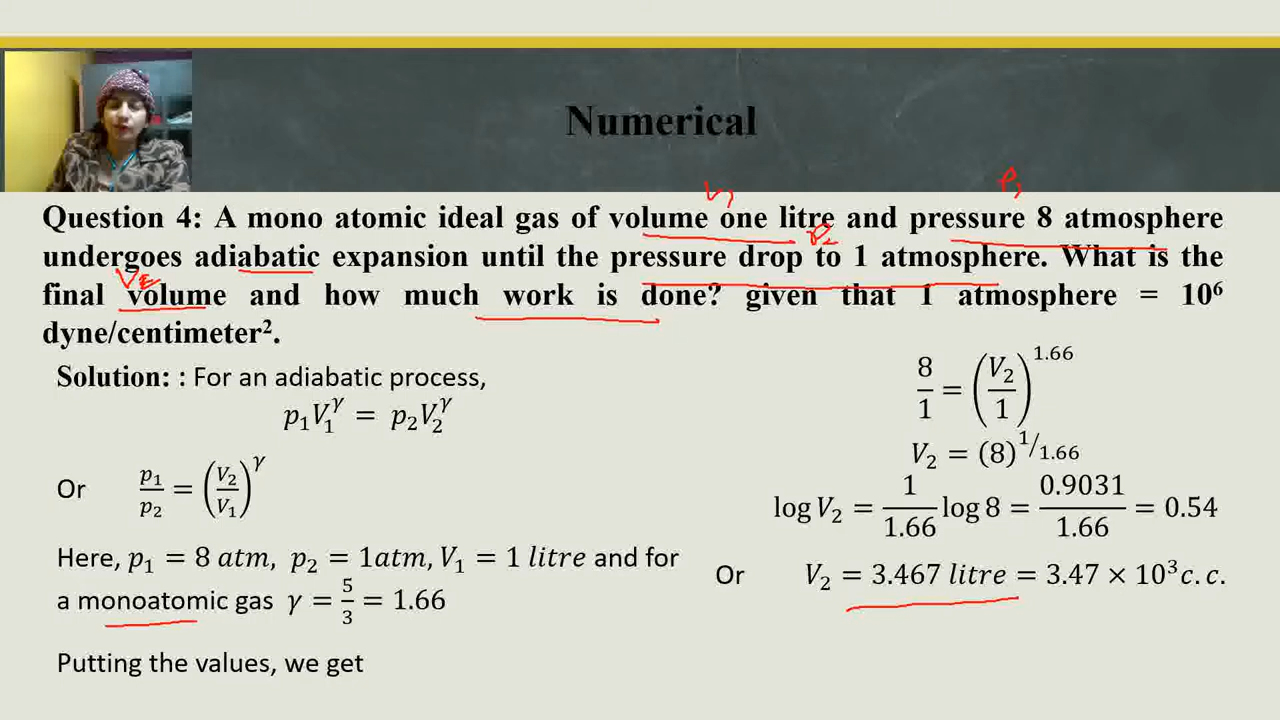 Numerical
V₁
P₁
Question 4: A mono atomic ideal gas of volume one litre and pressure 8 atmosphere
P₂
undergoes adiabatic expansion until the pressure drop to 1 atmosphere. What is the
final volume and how much work is done? given that 1 atmosphere = 10⁶
dyne/centimeter².
Solution: : For an adiabatic process,
p₁V₁^γ = p₂V₂^γ
Or p₁/p₂ = (V₂/V₁)^γ
Here, p₁ = 8 atm, p₂ = 1atm, V₁ = 1 litre and for
a monoatomic gas γ = 5/3 = 1.66
Putting the values, we get
8/1 = (V₂/1)^1.66
V₂ = (8)^1/1.66
log V₂ = 1/1.66 log 8 = 0.9031/1.66 = 0.54
Or V₂ = 3.467 litre = 3.47 × 10³c.c.